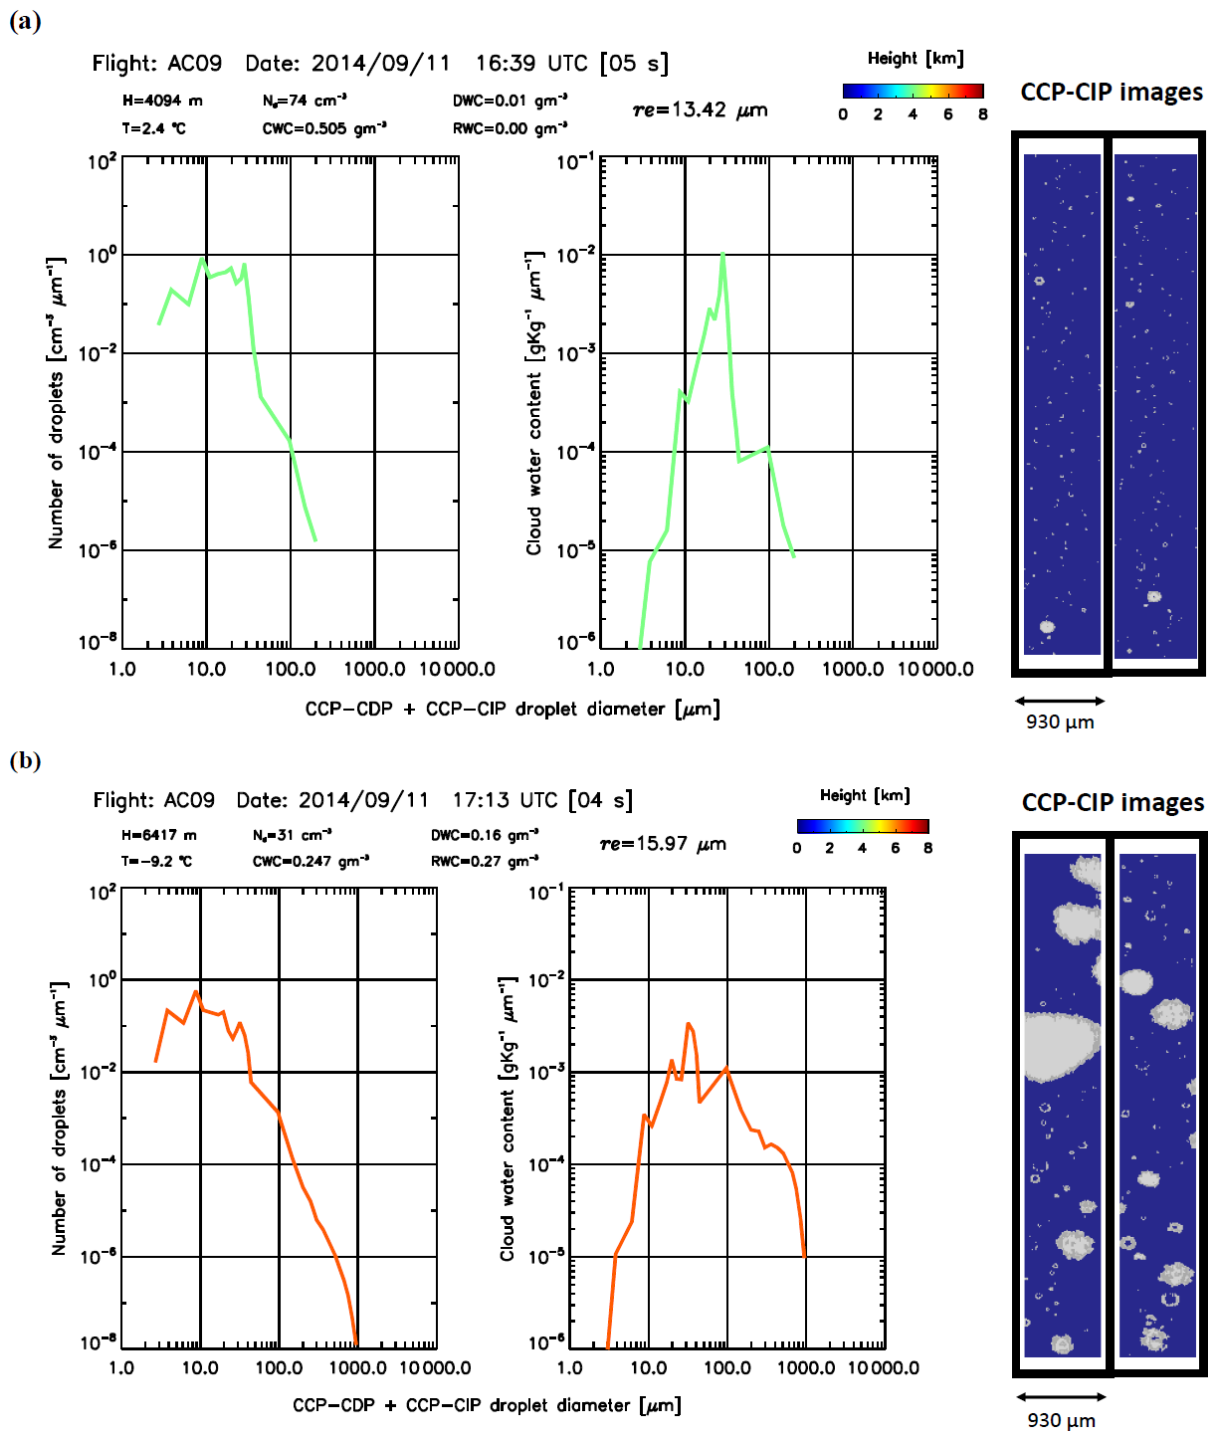 (a)
Flight: AC09 Date: 2014/09/11 16:39 UTC [05 s]
Height [km]
CCP-CIP images
H=4094 m N_d=74 cm⁻³ DWC=0.01 gm⁻³
T=2.4 °C CWC=0.505 gm⁻³ RWC=0.00 gm⁻³
re=13.42 μm
0 2 4 6 8
Number of droplets [cm⁻³ μm⁻¹]
10²
10⁰
10⁻²
10⁻⁴
10⁻⁶
10⁻⁸
1.0 10.0 100.0 1000.0 10000.0
Cloud water content [gKg⁻¹ μm⁻¹]
10⁻¹
10⁻²
10⁻³
10⁻⁴
10⁻⁵
10⁻⁶
1.0 10.0 100.0 1000.0 10000.0
CCP-CDP + CCP-CIP droplet diameter [μm]
930 μm
(b)
Flight: AC09 Date: 2014/09/11 17:13 UTC [04 s]
Height [km]
CCP-CIP images
H=6417 m N_d=31 cm⁻³ DWC=0.16 gm⁻³
T=-9.2 °C CWC=0.247 gm⁻³ RWC=0.27 gm⁻³
re=15.97 μm
0 2 4 6 8
Number of droplets [cm⁻³ μm⁻¹]
10²
10⁰
10⁻²
10⁻⁴
10⁻⁶
10⁻⁸
1.0 10.0 100.0 1000.0 10000.0
Cloud water content [gKg⁻¹ μm⁻¹]
10⁻¹
10⁻²
10⁻³
10⁻⁴
10⁻⁵
10⁻⁶
1.0 10.0 100.0 1000.0 10000.0
CCP-CDP + CCP-CIP droplet diameter [μm]
930 μm